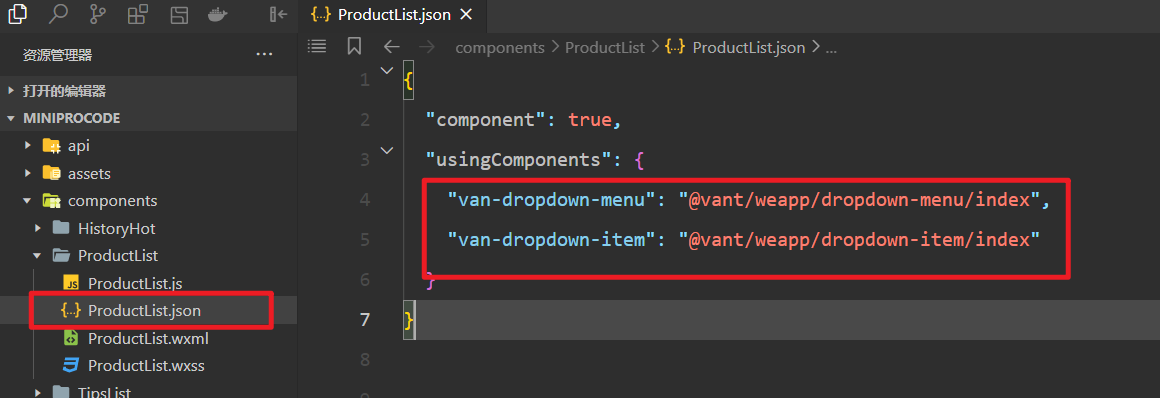 ProductList.json
资源管理器
components ProductList ProductList.json ...
打开的编辑器
MINIPROCODE
api
assets
components
HistoryHot
ProductList
ProductList.js
ProductList.json
ProductList.wxml
ProductList.wxss
TipsList
1 {
2 "component": true,
3 "usingComponents": {
4 "van-dropdown-menu": "@vant/weapp/dropdown-menu/index",
5 "van-dropdown-item": "@vant/weapp/dropdown-item/index"
6 }
7 }
8